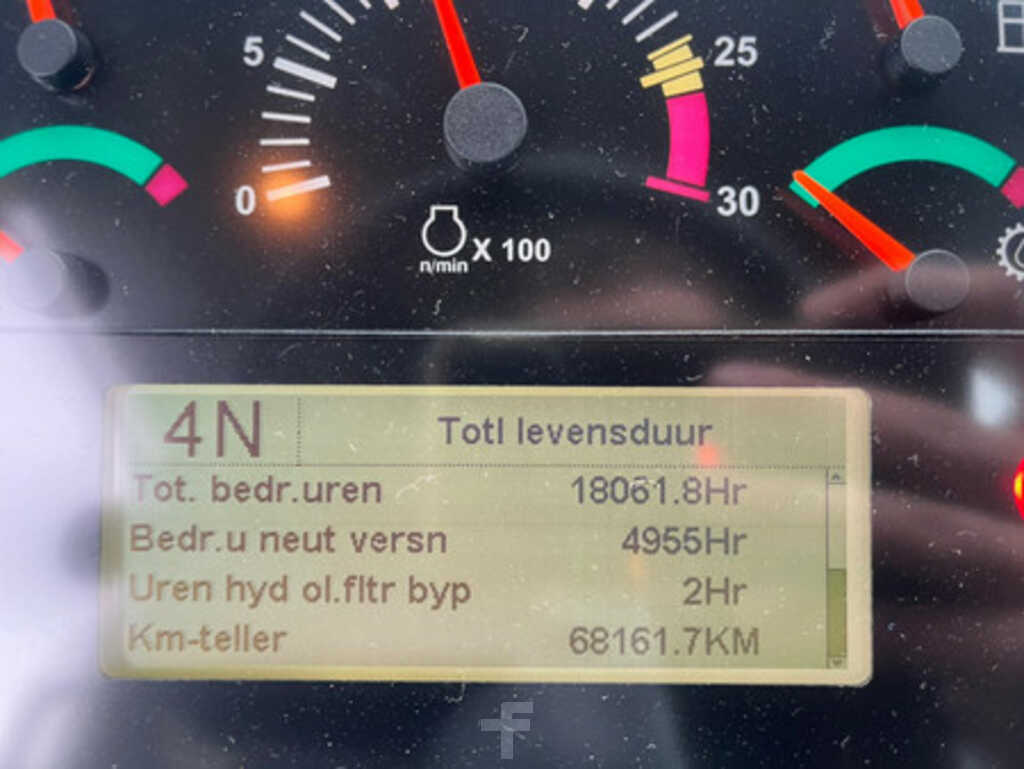 5
25
0
30
n/min X 100
4N
Totl levensduur
Tot. bedr.uren 18061.8Hr
Bedr.u neut versn 4955Hr
Uren hyd ol.fltr byp 2Hr
Km-teller 68161.7KM